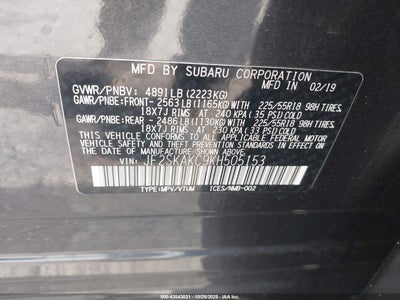 MFD BY SUBARU CORPORATION
MFD IN 02/19
GVWR/PNBV: 4891LB(2223KG)
GAWR/PNBE:FRONT- 2563LB(1165KG)WITH 225/55R18 98H TIRES.
18X7J RIMS AT 240 KPA(35 PSI)COLD
GAWR/PNBE:REAR - 2486LB(1130KG)WITH 225/55R18 98H TIRES.
18X7J RIMS AT 230 KPA(33 PSI)COLD
THIS VEHICLE CONFORMS TO ALL APPLICABLE FEDERAL MOTOR
VEHICLE SAFETY, BUMPER, AND THEFT PREVENTION STANDARDS
IN EFFECT ON THE DATE OF MANUFACTURE SHOWN ABOVE.
VIN: JF2SKAKC9KH505153
TYPE:MPV/VTUM ICES/NMB-002